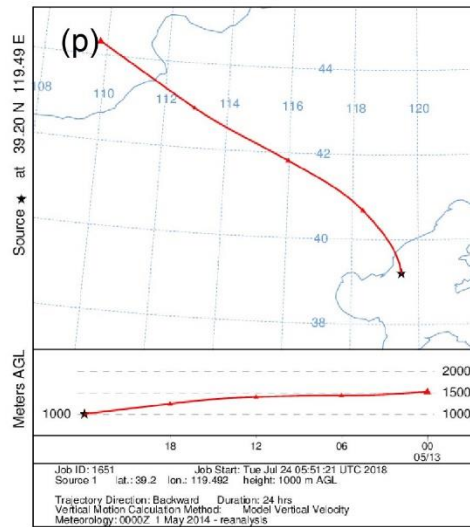 (p)
44
108
110
112
114
116
118
120
42
40
38
Source ★ at 39.20 N 119.49 E
Meters AGL
2000
1500
1000
1000
18
12
06
00
05/13
Job ID: 1651 Job Start: Tue Jul 24 05:51:21 UTC 2018
Source 1 lat.: 39.2 lon.: 119.492 height: 1000 m AGL
Trajectory Direction: Backward Duration: 24 hrs
Vertical Motion Calculation Method: Model Vertical Velocity
Meteorology: 0000Z 1 May 2014 - reanalysis